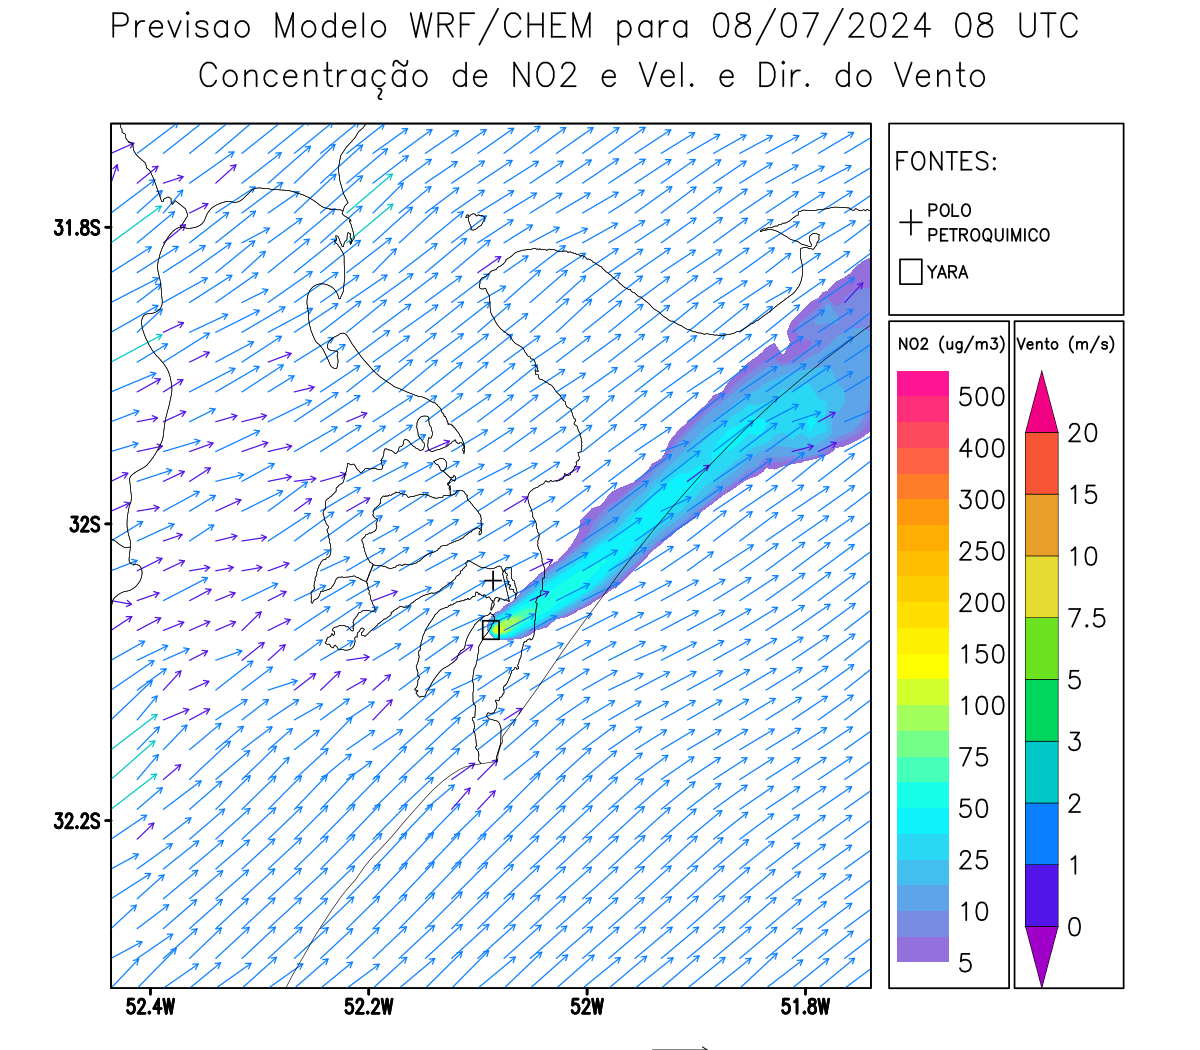 Previsao Modelo WRF/CHEM para 08/07/2024 08 UTC
Concentração de NO2 e Vel. e Dir. do Vento
FONTES:
POLO
PETROQUIMICO
YARA
31.8S
32S
32.2S
52.4W
52.2W
52W
51.8W
NO2 (ug/m3)
500
400
300
250
200
150
100
75
50
25
10
5
Vento (m/s)
20
15
10
7.5
5
3
2
1
0